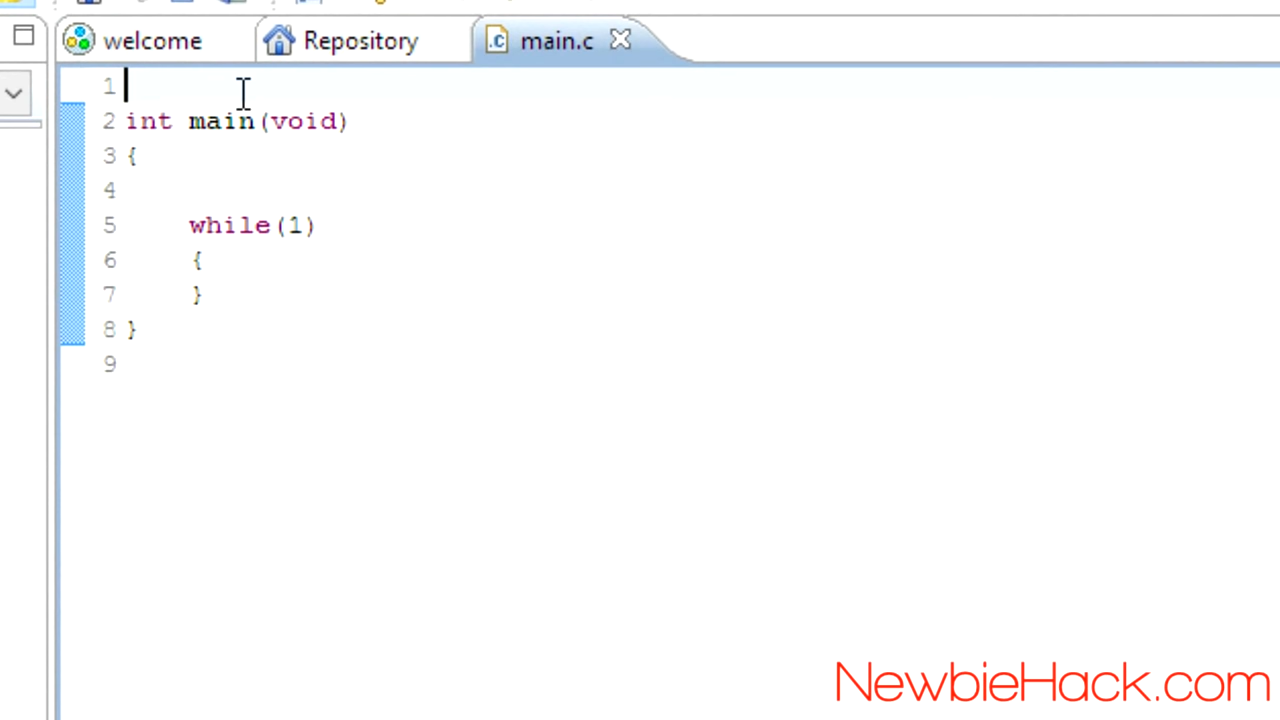 welcome Repository .c main.c
1
2 int main(void)
3 {
4
5 while(1)
6 {
7 }
8 }
9
NewbieHack.com